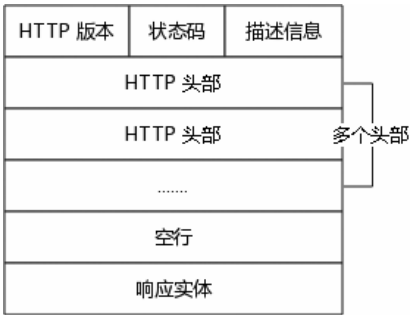 HTTP 版本 状态码 描述信息
HTTP 头部
HTTP 头部
多个头部
.......
空行
响应实体